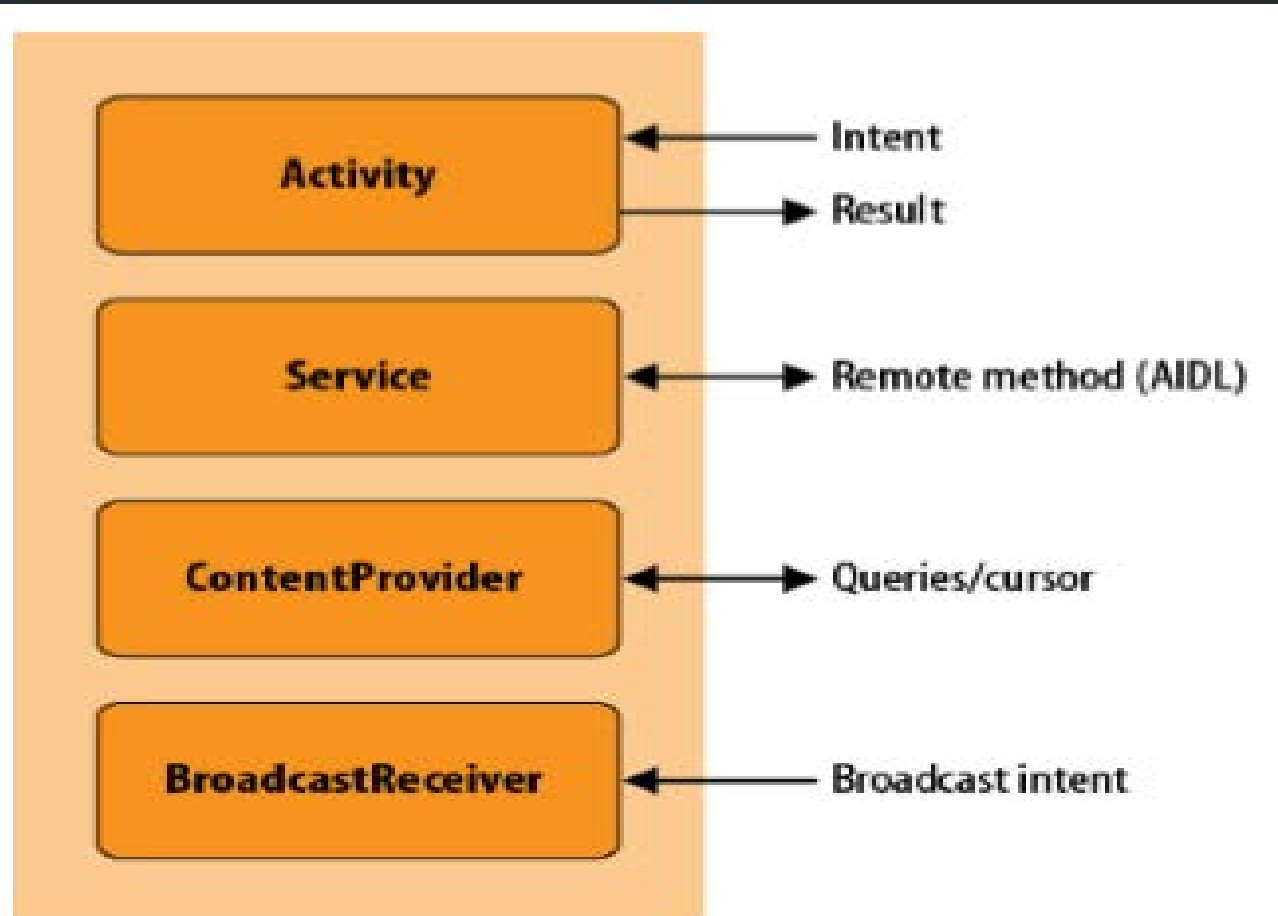 Activity
Intent
Result
Service
Remote method (AIDL)
ContentProvider
Queries/cursor
BroadcastReceiver
Broadcast intent